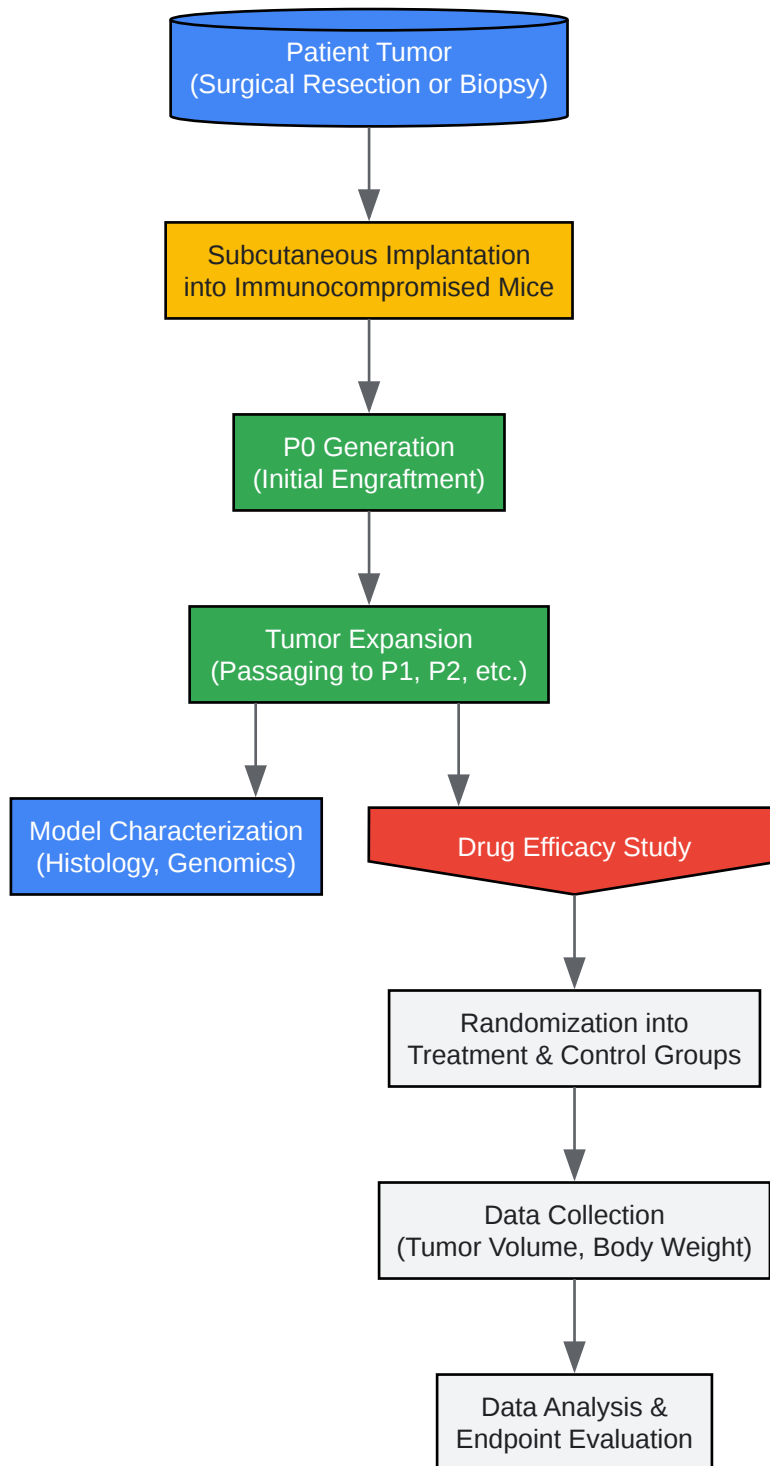 Patient Tumor
(Surgical Resection or Biopsy)
Subcutaneous Implantation
into Immunocompromised Mice
P0 Generation
(Initial Engraftment)
Tumor Expansion
(Passaging to P1, P2, etc.)
Model Characterization
(Histology, Genomics)
Drug Efficacy Study
Randomization into
Treatment & Control Groups
Data Collection
(Tumor Volume, Body Weight)
Data Analysis &
Endpoint Evaluation